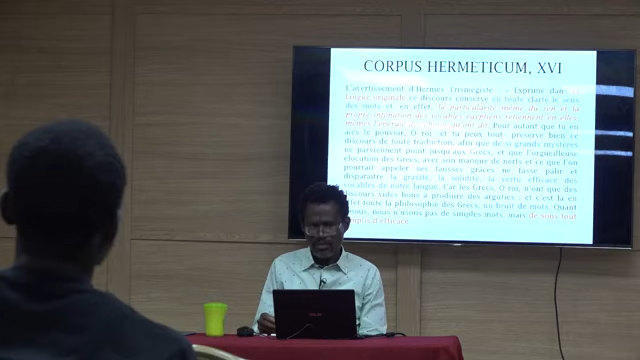 CORPUS HERMETICUM, XVI
L'avertissement d'Hermès Trismégiste : « Exprimé dans
langue originale ce discours conserve en toute clarté le sens
des mots et en effet, la particularité même du son et la
propre intonation des vocables égyptiens retiennent en elles
mêmes l'énergie Pour autant que tu en
aies le pouvoir, Ô roi et tu peux tout préserve bien ce
discours de toute traduction, afin que de si grands mystères
ne parviennent point jusqu'aux Grecs, et que l'orgueilleuse
élocution des Grecs, avec son manque de nerfs et ce que l'on
pourrait appeler ses fausses grâces ne fasse pâlir et
disparaître la gravité, la solidité, la vertu efficace des
vocables de notre langue. Car les Grecs, Ô roi, n'ont que des
discours vides bons à produire des arguties ; et c'est là en
effet toute la philosophie des Grecs, un bruit de mots. Quant
nous, nous n'usons pas de simples mots, mais de sons tout
emplis d'efficace.